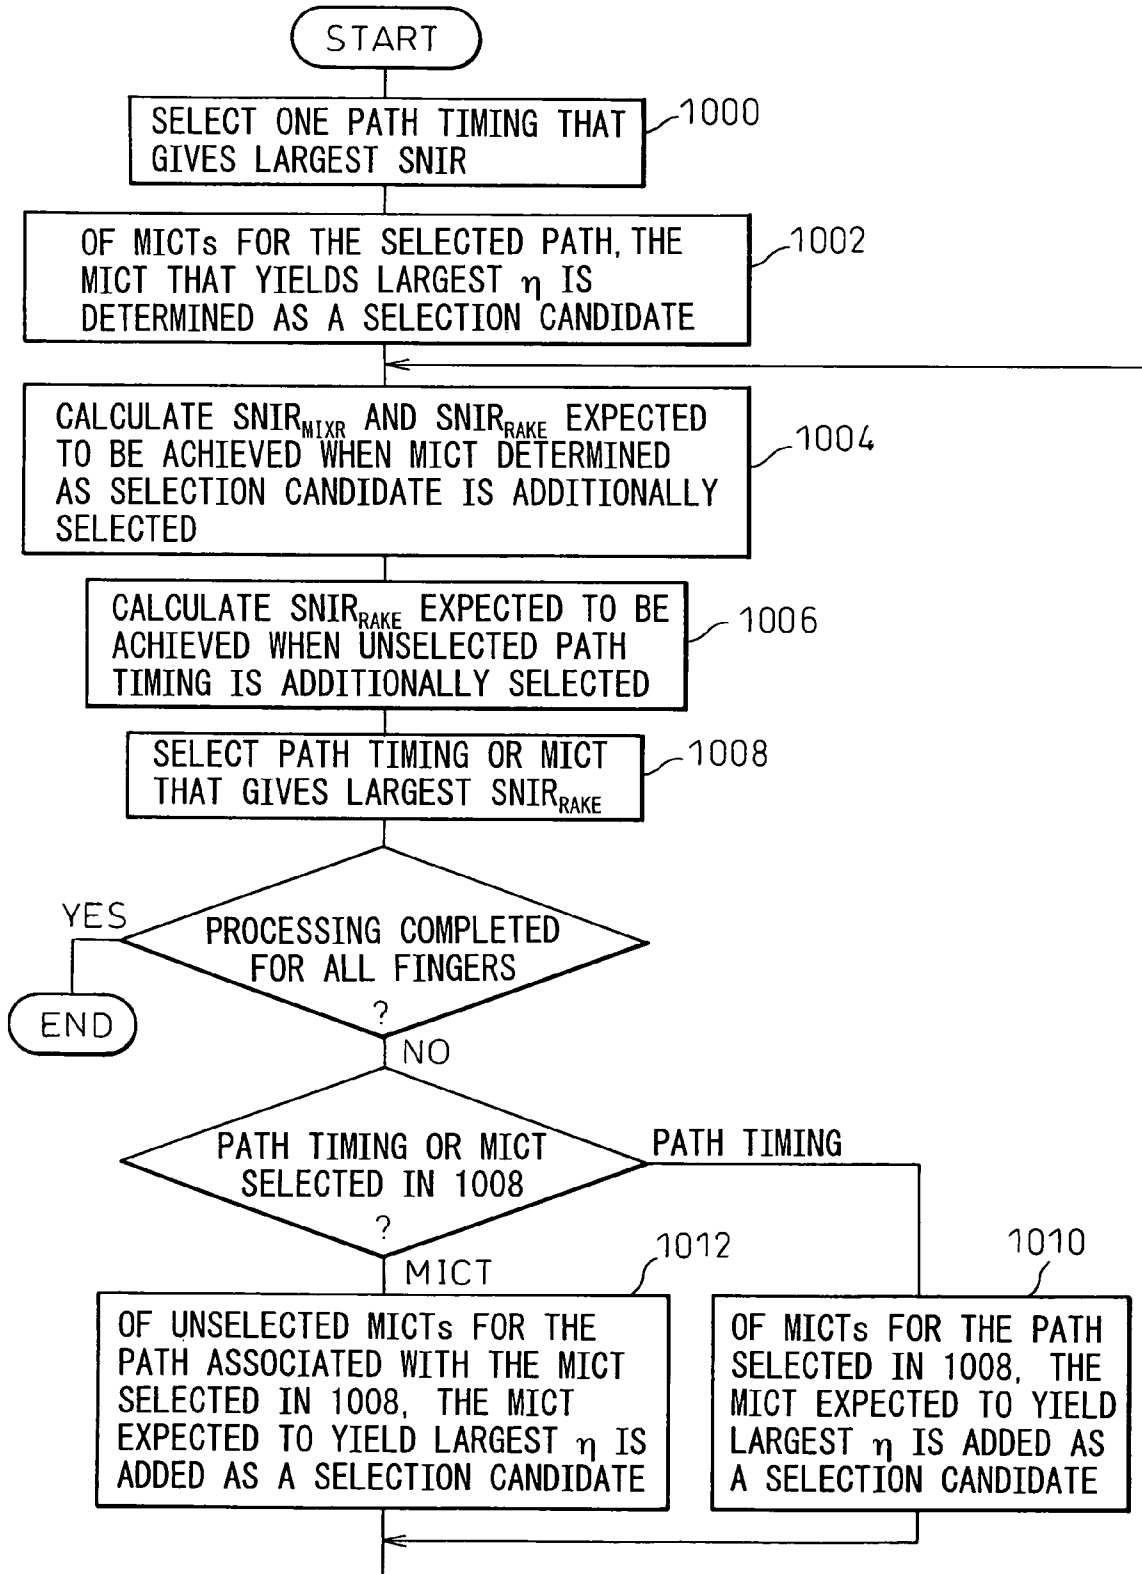 START
SELECT ONE PATH TIMING THAT
GIVES LARGEST SNIR
1000
OF MICTs FOR THE SELECTED PATH, THE
MICT THAT YIELDS LARGEST η IS
DETERMINED AS A SELECTION CANDIDATE
1002
CALCULATE SNIR_MIXR AND SNIR_RAKE EXPECTED
TO BE ACHIEVED WHEN MICT DETERMINED
AS SELECTION CANDIDATE IS ADDITIONALLY
SELECTED
1004
CALCULATE SNIR_RAKE EXPECTED TO BE
ACHIEVED WHEN UNSELECTED PATH
TIMING IS ADDITIONALLY SELECTED
1006
SELECT PATH TIMING OR MICT
THAT GIVES LARGEST SNIR_RAKE
1008
PROCESSING COMPLETED
FOR ALL FINGERS
?
YES
END
NO
PATH TIMING OR MICT
SELECTED IN 1008
?
PATH TIMING
MICT
1012
OF UNSELECTED MICTs FOR THE
PATH ASSOCIATED WITH THE MICT
SELECTED IN 1008, THE MICT
EXPECTED TO YIELD LARGEST η IS
ADDED AS A SELECTION CANDIDATE
1010
OF MICTs FOR THE PATH
SELECTED IN 1008, THE
MICT EXPECTED TO YIELD
LARGEST η IS ADDED AS
A SELECTION CANDIDATE